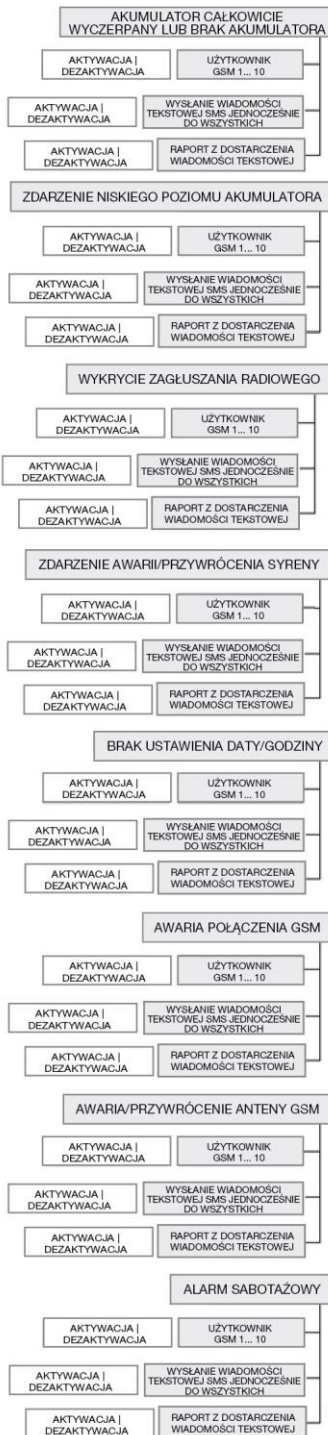 AKUMULATOR CAŁKOWICIE
WYCZERPANY LUB BRAK AKUMULATORA
AKTYWACJA |
DEZAKTYWACJA
UŻYTKOWNIK
GSM 1... 10
AKTYWACJA |
DEZAKTYWACJA
WYSŁANIE WIADOMOŚCI
TEKSTOWEJ SMS JEDNOCZEŚNIE
DO WSZYSTKICH
AKTYWACJA |
DEZAKTYWACJA
RAPORT Z DOSTARCZENIA
WIADOMOŚCI TEKSTOWEJ
ZDARZENIE NISKIEGO POZIOMU AKUMULATORA
AKTYWACJA |
DEZAKTYWACJA
UŻYTKOWNIK
GSM 1... 10
AKTYWACJA |
DEZAKTYWACJA
WYSŁANIE WIADOMOŚCI
TEKSTOWEJ SMS JEDNOCZEŚNIE
DO WSZYSTKICH
AKTYWACJA |
DEZAKTYWACJA
RAPORT Z DOSTARCZENIA
WIADOMOŚCI TEKSTOWEJ
WYKRYCIE ZAGŁUSZANIA RADIOWEGO
AKTYWACJA |
DEZAKTYWACJA
UŻYTKOWNIK
GSM 1... 10
AKTYWACJA |
DEZAKTYWACJA
WYSŁANIE WIADOMOŚCI
TEKSTOWEJ SMS JEDNOCZEŚNIE
DO WSZYSTKICH
AKTYWACJA |
DEZAKTYWACJA
RAPORT Z DOSTARCZENIA
WIADOMOŚCI TEKSTOWEJ
ZDARZENIE AWARII/PRZYWRÓCENIA SYRENY
AKTYWACJA |
DEZAKTYWACJA
UŻYTKOWNIK
GSM 1... 10
AKTYWACJA |
DEZAKTYWACJA
WYSŁANIE WIADOMOŚCI
TEKSTOWEJ SMS JEDNOCZEŚNIE
DO WSZYSTKICH
AKTYWACJA |
DEZAKTYWACJA
RAPORT Z DOSTARCZENIA
WIADOMOŚCI TEKSTOWEJ
BRAK USTAWIENIA DATY/GODZINY
AKTYWACJA |
DEZAKTYWACJA
UŻYTKOWNIK
GSM 1... 10
AKTYWACJA |
DEZAKTYWACJA
WYSŁANIE WIADOMOŚCI
TEKSTOWEJ SMS JEDNOCZEŚNIE
DO WSZYSTKICH
AKTYWACJA |
DEZAKTYWACJA
RAPORT Z DOSTARCZENIA
WIADOMOŚCI TEKSTOWEJ
AWARIA POŁĄCZENIA GSM
AKTYWACJA |
DEZAKTYWACJA
UŻYTKOWNIK
GSM 1... 10
AKTYWACJA |
DEZAKTYWACJA
WYSŁANIE WIADOMOŚCI
TEKSTOWEJ SMS JEDNOCZEŚNIE
DO WSZYSTKICH
AKTYWACJA |
DEZAKTYWACJA
RAPORT Z DOSTARCZENIA
WIADOMOŚCI TEKSTOWEJ
AWARIA/PRZYWRÓCENIE ANTENY GSM
AKTYWACJA |
DEZAKTYWACJA
UŻYTKOWNIK
GSM 1... 10
AKTYWACJA |
DEZAKTYWACJA
WYSŁANIE WIADOMOŚCI
TEKSTOWEJ SMS JEDNOCZEŚNIE
DO WSZYSTKICH
AKTYWACJA |
DEZAKTYWACJA
RAPORT Z DOSTARCZENIA
WIADOMOŚCI TEKSTOWEJ
ALARM SABOTAŻOWY
AKTYWACJA |
DEZAKTYWACJA
UŻYTKOWNIK
GSM 1... 10
AKTYWACJA |
DEZAKTYWACJA
WYSŁANIE WIADOMOŚCI
TEKSTOWEJ SMS JEDNOCZEŚNIE
DO WSZYSTKICH
AKTYWACJA |
DEZAKTYWACJA
RAPORT Z DOSTARCZENIA
WIADOMOŚCI TEKSTOWEJ